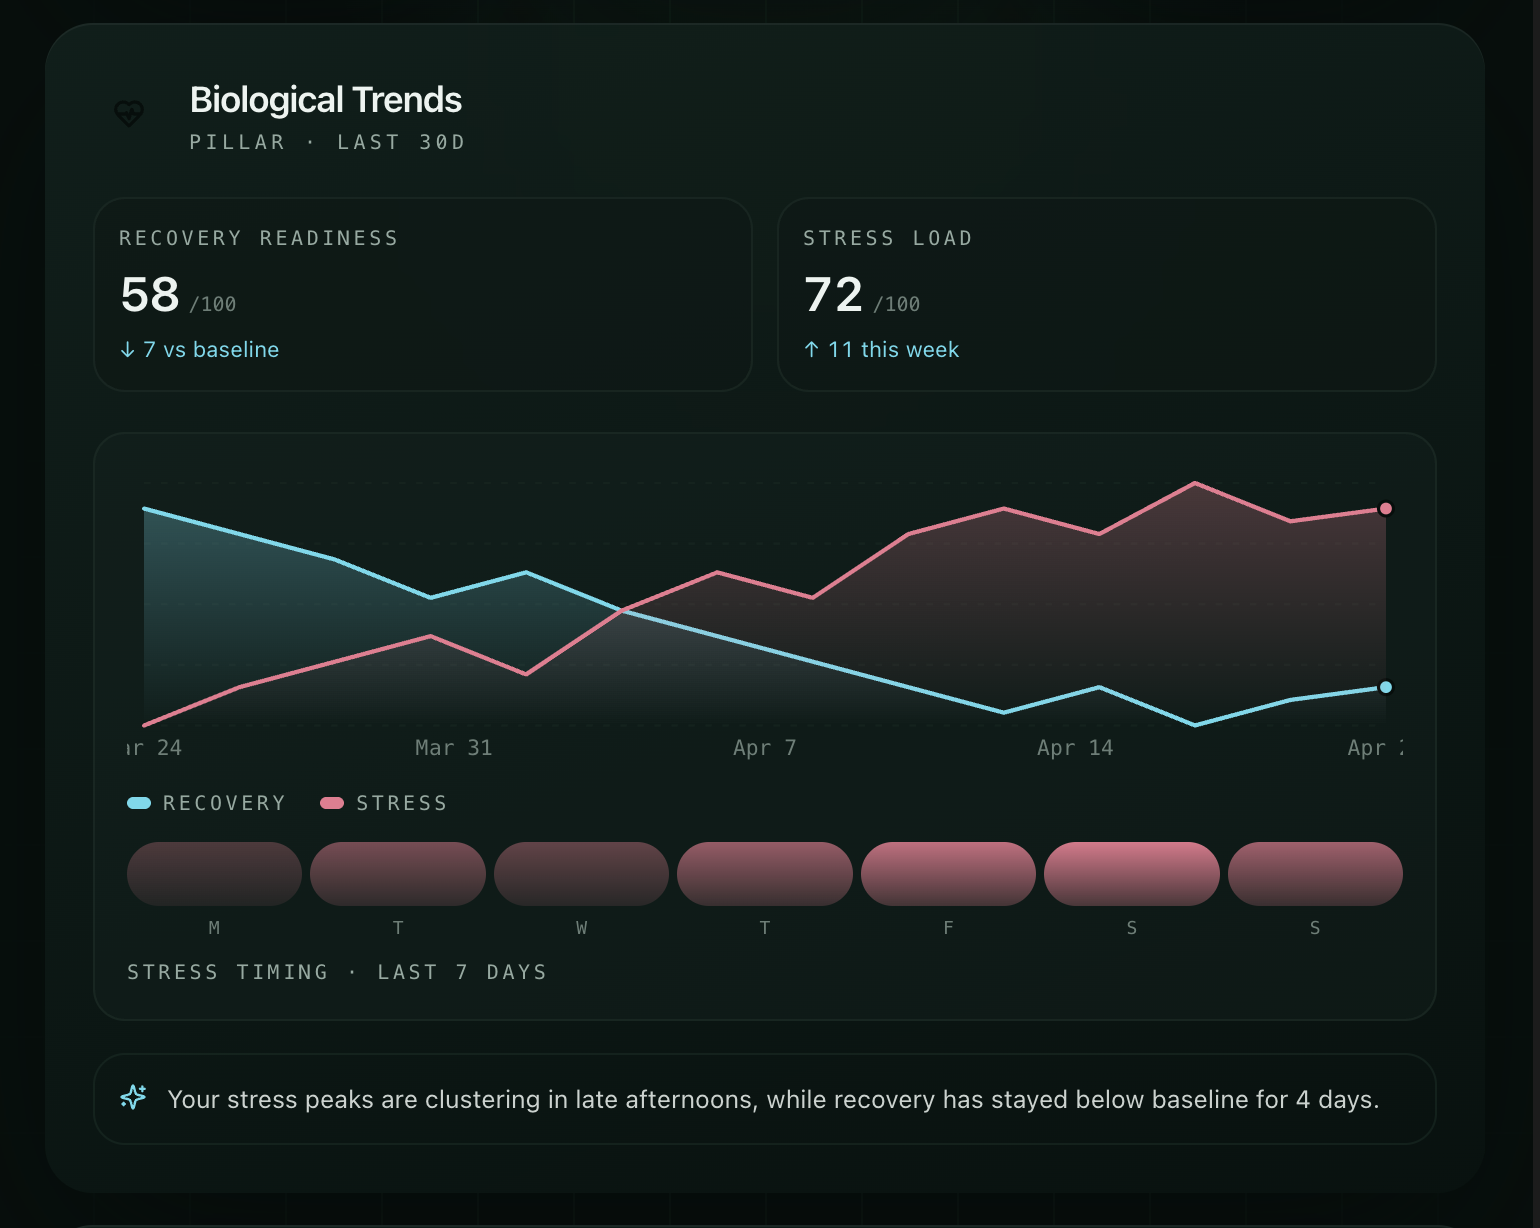 Biological Trends
PILLAR · LAST 30D
RECOVERY READINESS
58 /100
↓ 7 vs baseline
STRESS LOAD
72 /100
↑ 11 this week
r 24 Mar 31 Apr 7 Apr 14 Apr
RECOVERY STRESS
M T W T F S S
STRESS TIMING · LAST 7 DAYS
Your stress peaks are clustering in late afternoons, while recovery has stayed below baseline for 4 days.